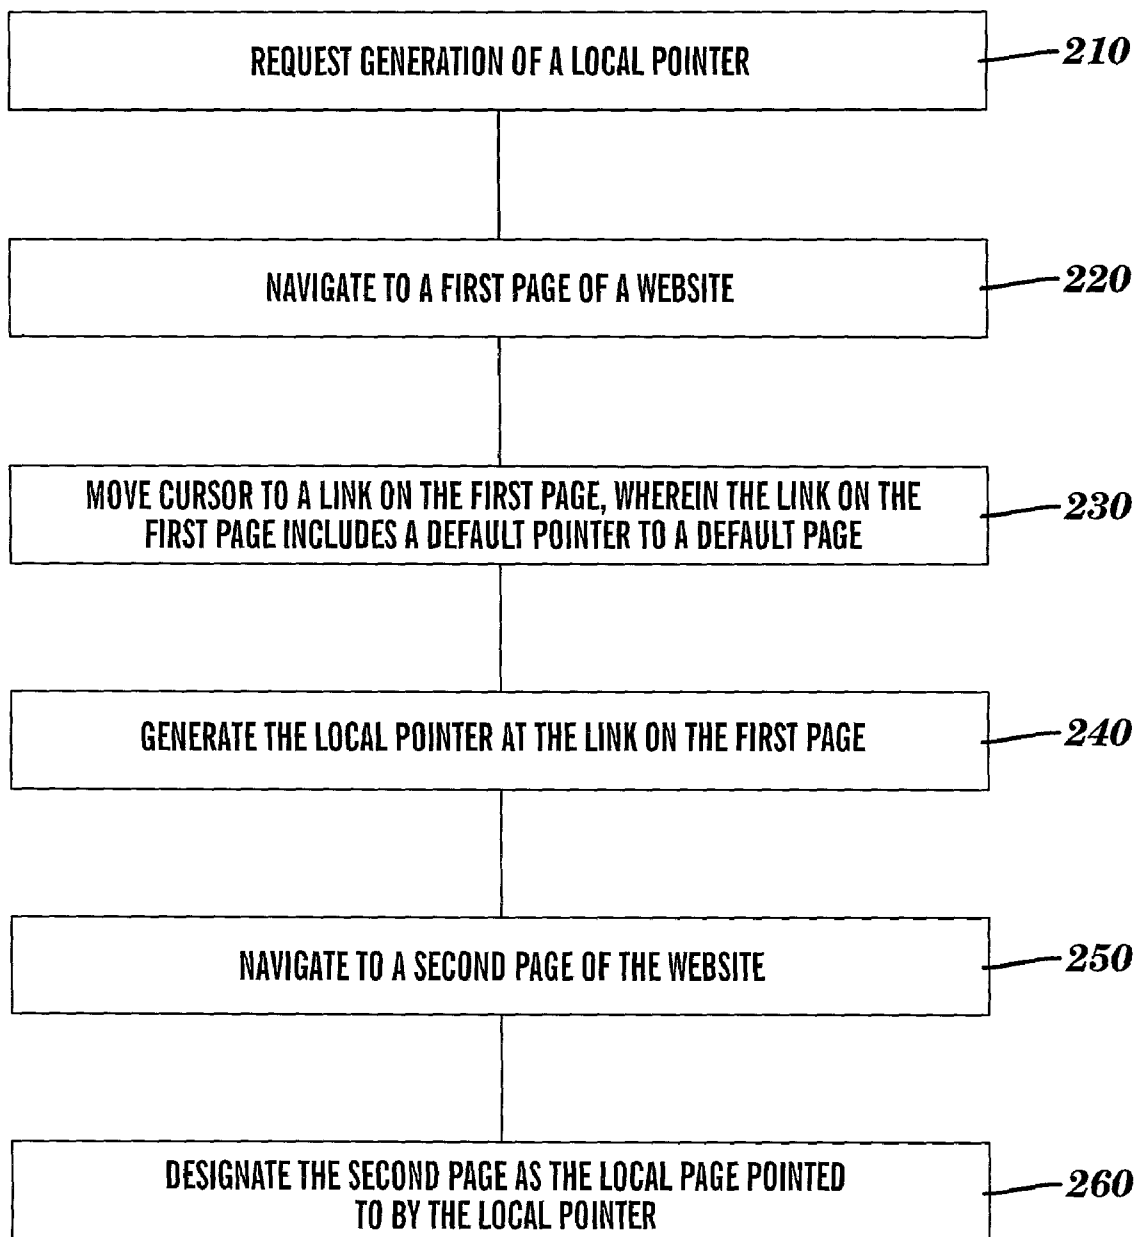 REQUEST GENERATION OF A LOCAL POINTER
210
NAVIGATE TO A FIRST PAGE OF A WEBSITE
220
MOVE CURSOR TO A LINK ON THE FIRST PAGE, WHEREIN THE LINK ON THE
FIRST PAGE INCLUDES A DEFAULT POINTER TO A DEFAULT PAGE
230
GENERATE THE LOCAL POINTER AT THE LINK ON THE FIRST PAGE
240
NAVIGATE TO A SECOND PAGE OF THE WEBSITE
250
DESIGNATE THE SECOND PAGE AS THE LOCAL PAGE POINTED
TO BY THE LOCAL POINTER
260